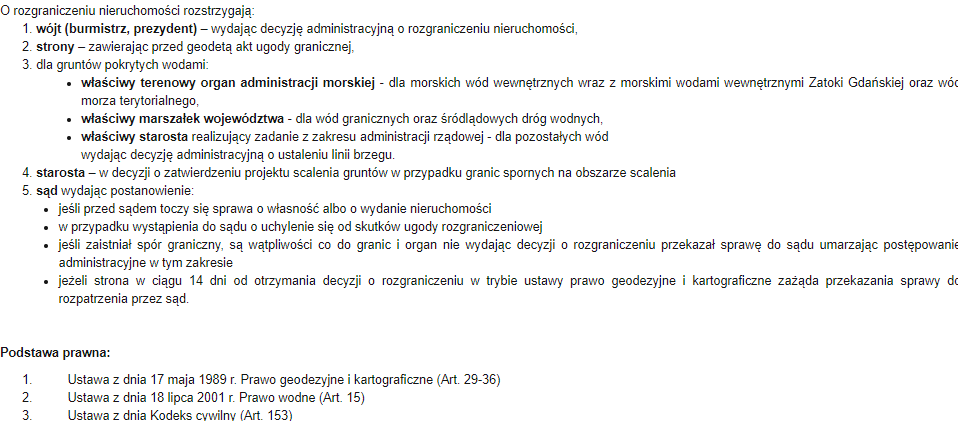 O rozgraniczeniu nieruchomości rozstrzygają:
1. wójt (burmistrz, prezydent) – wydając decyzję administracyjną o rozgraniczeniu nieruchomości,
2. strony – zawierając przed geodetą akt ugody granicznej,
3. dla gruntów pokrytych wodami:
• właściwy terenowy organ administracji morskiej - dla morskich wód wewnętrznych wraz z morskimi wodami wewnętrznymi Zatoki Gdańskiej oraz wód
morza terytorialnego,
• właściwy marszałek województwa - dla wód granicznych oraz śródlądowych dróg wodnych,
• właściwy starosta realizujący zadanie z zakresu administracji rządowej - dla pozostałych wód
wydając decyzję administracyjną o ustaleniu linii brzegu.
4. starosta – w decyzji o zatwierdzeniu projektu scalenia gruntów w przypadku granic spornych na obszarze scalenia
5. sąd wydając postanowienie:
• jeśli przed sądem toczy się sprawa o własność albo o wydanie nieruchomości
• w przypadku wystąpienia do sądu o uchylenie się od skutków ugody rozgraniczeniowej
• jeśli zaistniał spór graniczny, są wątpliwości co do granic i organ nie wydając decyzji o rozgraniczeniu przekazał sprawę do sądu umarzając postępowanie
administracyjne w tym zakresie
• jeżeli strona w ciągu 14 dni od otrzymania decyzji o rozgraniczeniu w trybie ustawy prawo geodezyjne i kartograficzne zażąda przekazania sprawy do
rozpatrzenia przez sąd.
Podstawa prawna:
1. Ustawa z dnia 17 maja 1989 r. Prawo geodezyjne i kartograficzne (Art. 29-36)
2. Ustawa z dnia 18 lipca 2001 r. Prawo wodne (Art. 15)
3. Ustawa z dnia Kodeks cywilny (Art. 153)